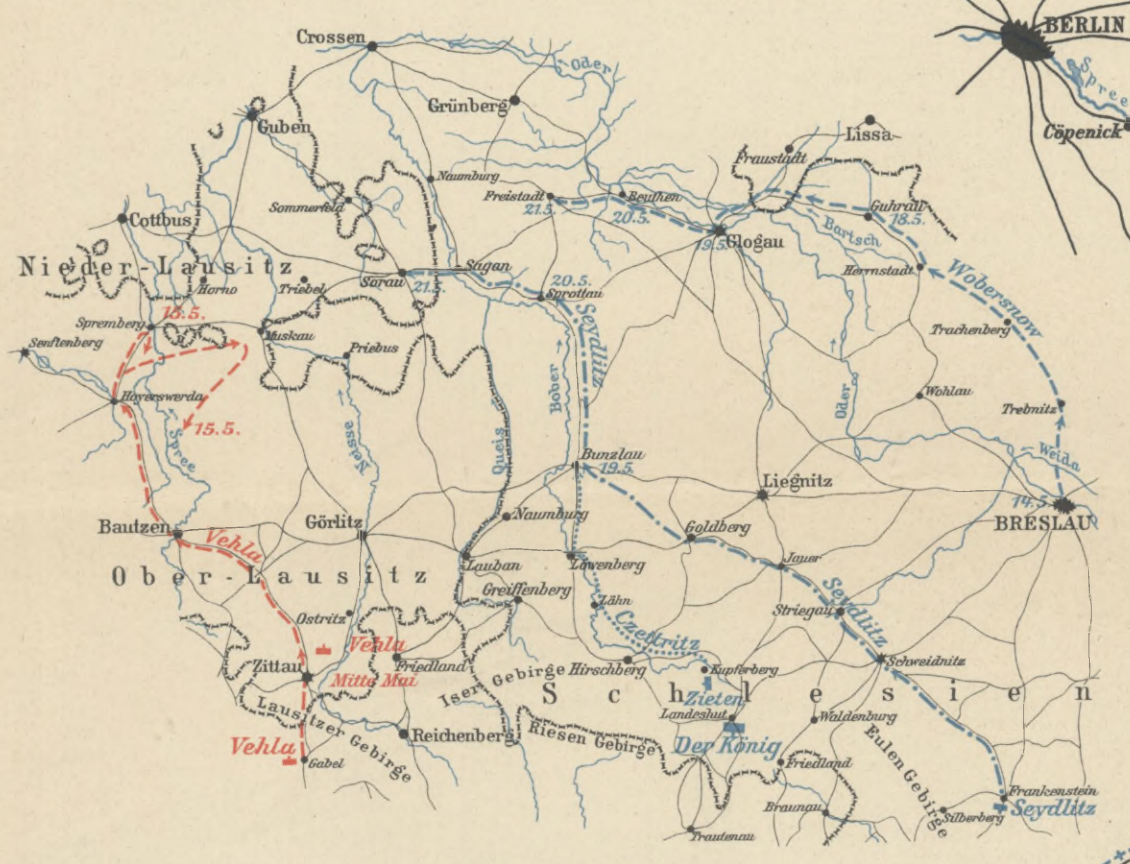 BERLIN
Spree
Cöpenick
Crossen
Oder
Grünberg
Guben
Lissa
Fraustadt
Naumburg
Sommerfeld
Freistadt
21.5.
Beuthen
20.5.
Guhrau
18.5.
Cottbus
Bartsch
19.5.
Glogau
Nieder-Lausitz
Sagan
Herrnstadt
Wobersnow
Horno
Triebel
Sorau
21.5.
20.5.
Sprottau
15.5.
Spremberg
Muskau
Seydlitz
Trachenberg
Senftenberg
Priebus
Bober
Oder
Wohlau
Hoyerswerda
Trebnitz
15.5.
Spree
Neisse
Queis
Weida
Bunzlau
19.5.
Liegnitz
14.5.
BRESLAU
Naumburg
Bautzen
Görlitz
Goldberg
Vehla
Lauban
Löwenberg
Jauer
Ober-Lausitz
Greiffenberg
Lähn
Seydlitz
Striegau
Ostritz
Czettritz
Vehla
Friedland
Zittau
Mitte Mai
Iser Gebirge
Hirschberg
Kupferberg
Schweidnitz
Schlesien
Zieten
Lausitzer Gebirge
Landeshut
Waldenburg
Reichenberg
Riesen Gebirge
Der König
Eulen Gebirge
Vehla
Gabel
Friedland
Frankenstein
Braunau
Silberberg
Seydlitz
Trautenau